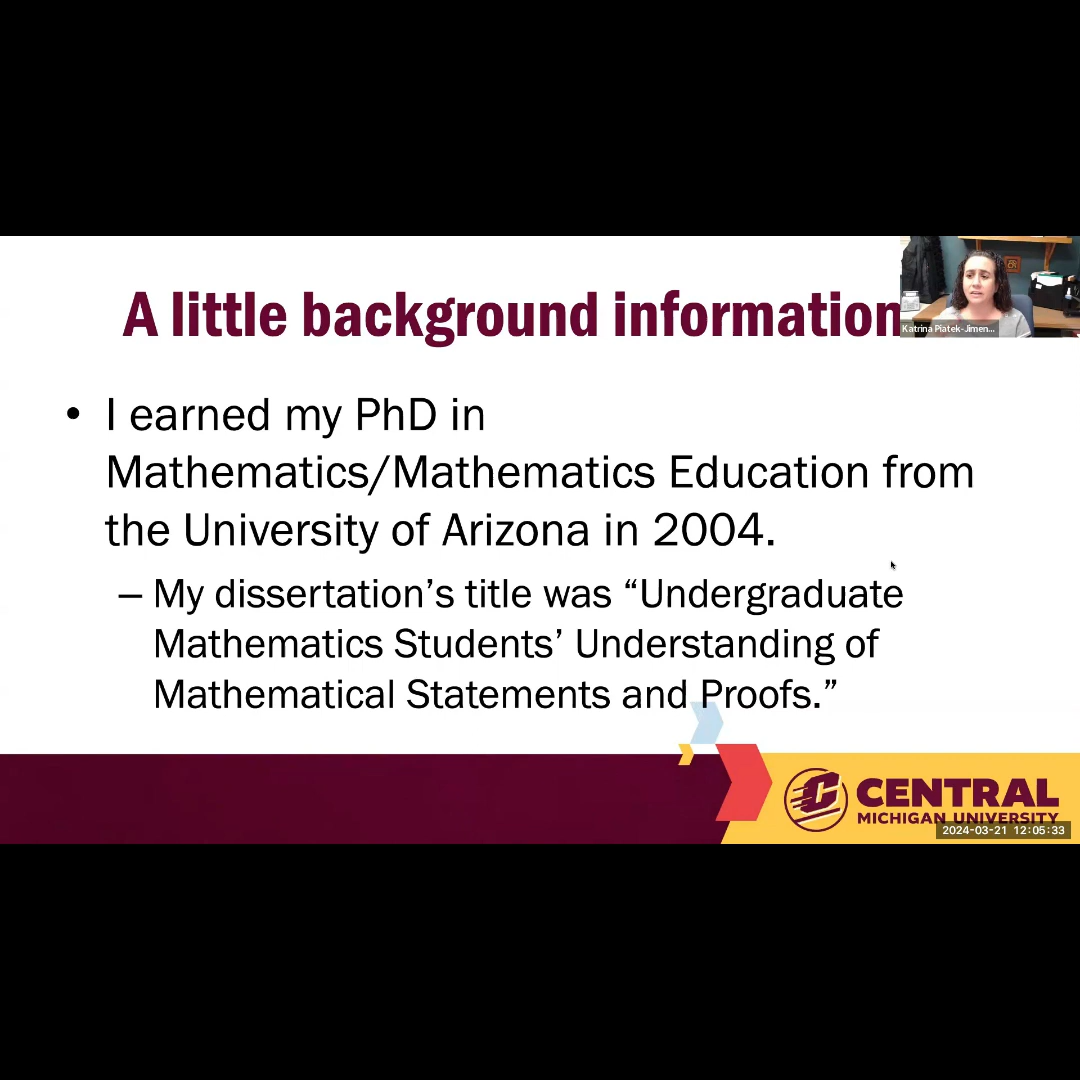 A little background information
Katrina Piatek-Jimen...
• I earned my PhD in
Mathematics/Mathematics Education from
the University of Arizona in 2004.
– My dissertation’s title was “Undergraduate
Mathematics Students’ Understanding of
Mathematical Statements and Proofs.”
C
CENTRAL
MICHIGAN UNIVERSITY
2024-03-21 12:05:33